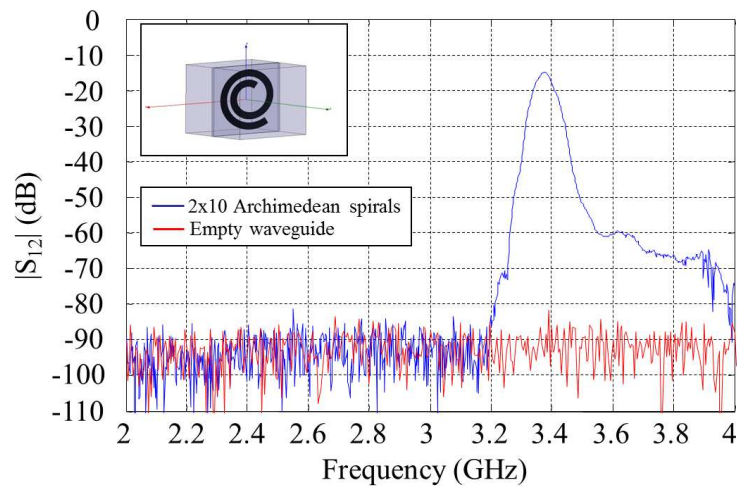 0
-10
-20
-30
-40
-50
-60
-70
-80
-90
-100
-110
|S12| (dB)
2x10 Archimedean spirals
Empty waveguide
2 2.2 2.4 2.6 2.8 3 3.2 3.4 3.6 3.8 4
Frequency (GHz)